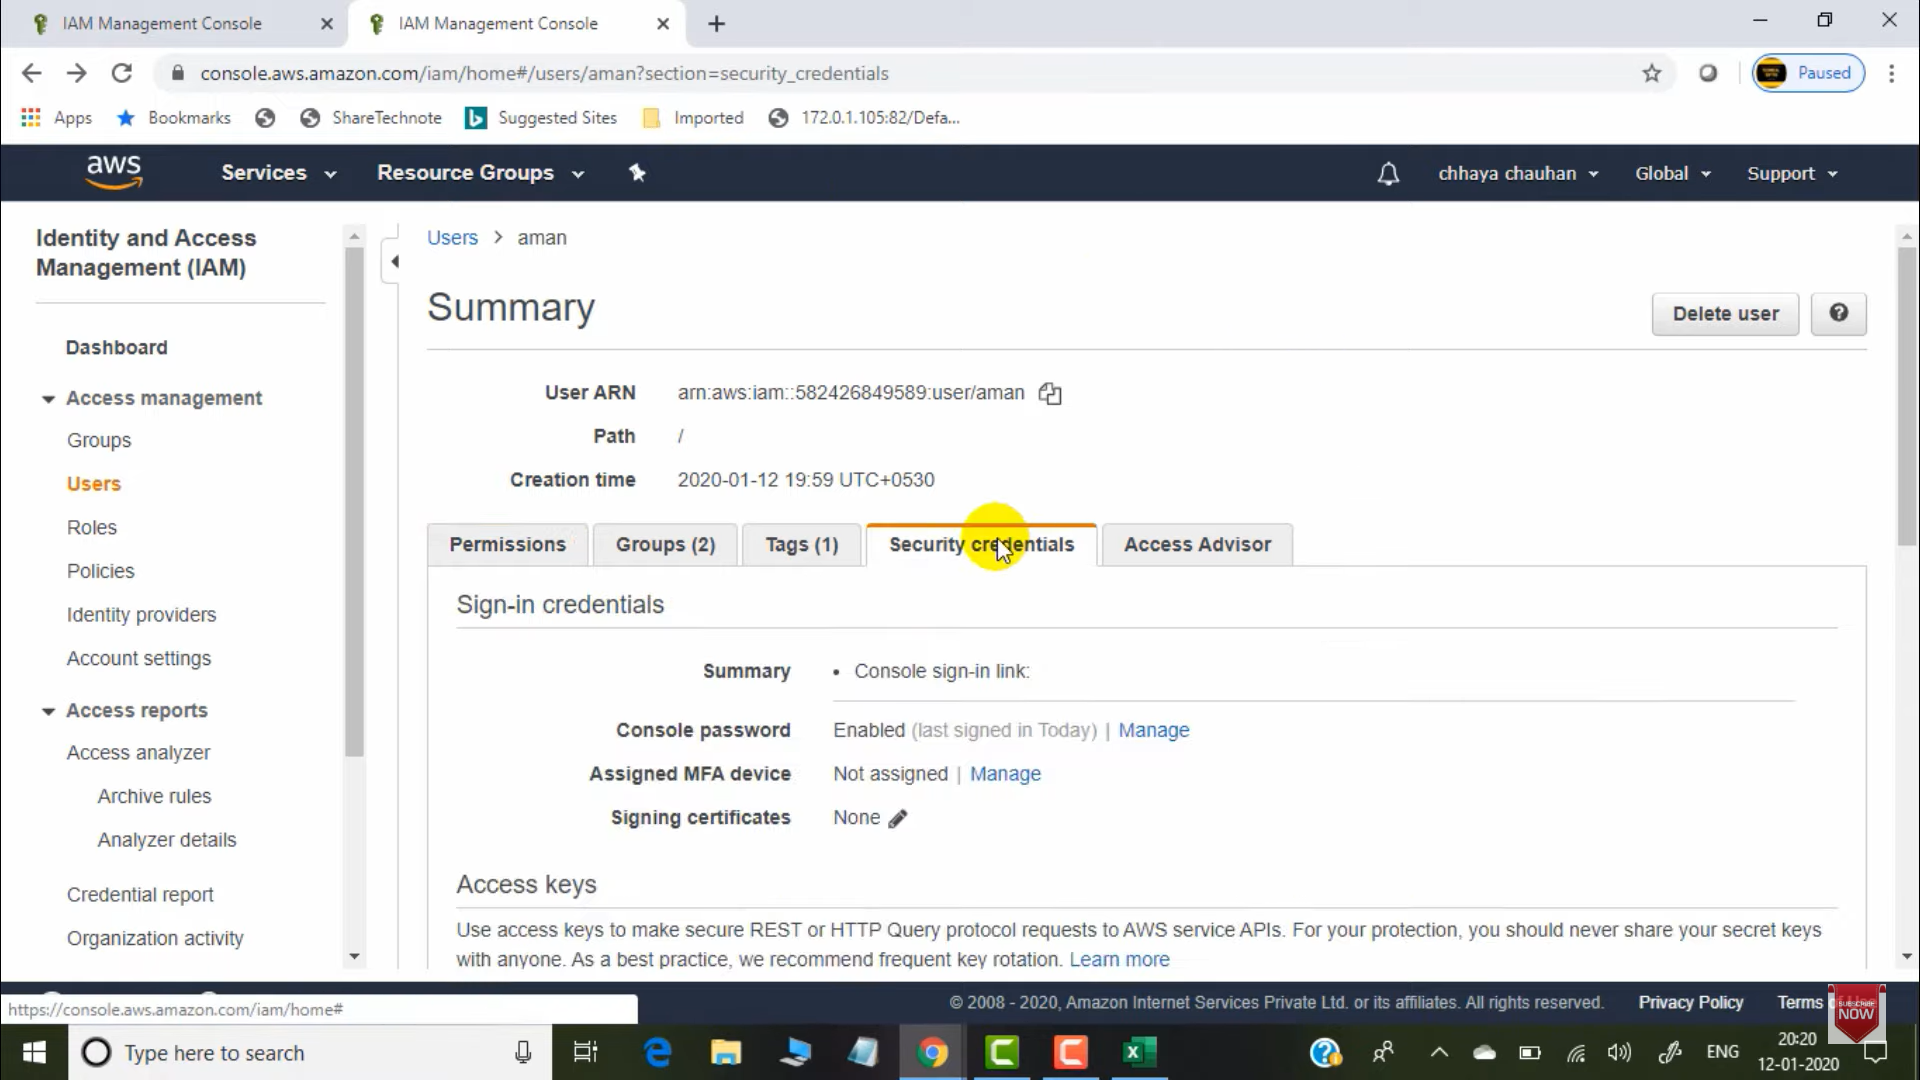 IAM Management Console
IAM Management Console
console.aws.amazon.com/iam/home#/users/aman?section=security_credentials
Paused
Apps
Bookmarks
ShareTechnote
Suggested Sites
Imported
172.0.1.105:82/Defa...
aws
Services
Resource Groups
chhaya chauhan
Global
Support
Identity and Access
Management (IAM)
Dashboard
Access management
Groups
Users
Roles
Policies
Identity providers
Account settings
Access reports
Access analyzer
Archive rules
Analyzer details
Credential report
Organization activity
Users > aman
Summary
Delete user
User ARN arn:aws:iam::582426849589:user/aman
Path /
Creation time 2020-01-12 19:59 UTC+0530
Permissions
Groups (2)
Tags (1)
Security credentials
Access Advisor
Sign-in credentials
Summary • Console sign-in link:
Console password Enabled (last signed in Today) | Manage
Assigned MFA device Not assigned | Manage
Signing certificates None
Access keys
Use access keys to make secure REST or HTTP Query protocol requests to AWS service APIs. For your protection, you should never share your secret keys
with anyone. As a best practice, we recommend frequent key rotation. Learn more
https://console.aws.amazon.com/iam/home#
© 2008 - 2020, Amazon Internet Services Private Ltd. or its affiliates. All rights reserved.
Privacy Policy
Terms
SUBSCRIBE
NOW
Type here to search
ENG
20:20
12-01-2020